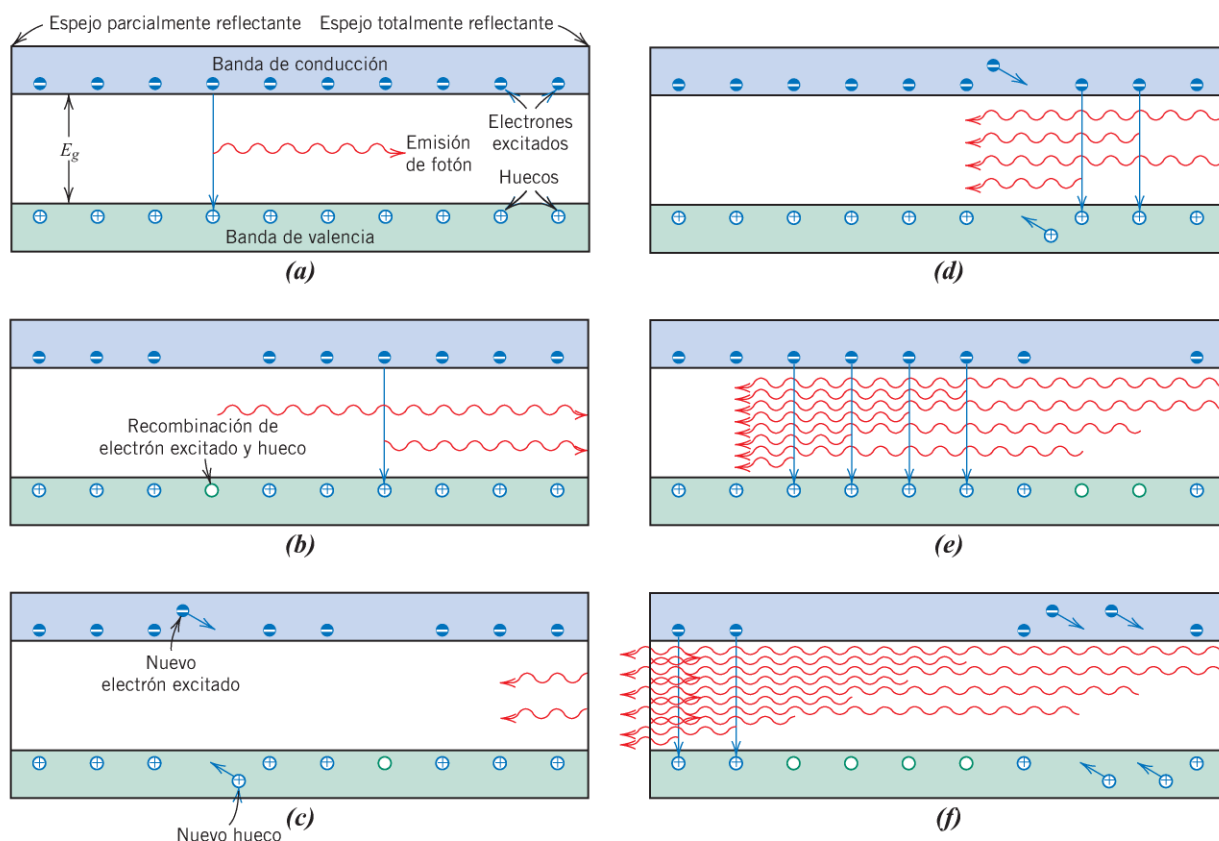 Espejo parcialmente reflectante
Espejo totalmente reflectante
Banda de conducción
E_g
Emisión
de fotón
Electrones
excitados
Huecos
Banda de valencia
(a)
Recombinación de
electrón excitado y hueco
(b)
Nuevo
electrón excitado
Nuevo hueco
(c)
(d)
(e)
(f)